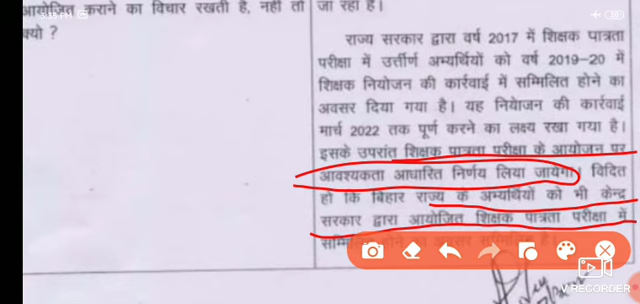 आयोजित कराने का विचार रखती है, नहीं तो
क्यो ?
जा रहा है।
राज्य सरकार द्वारा वर्ष 2017 में शिक्षक पात्रता
परीक्षा में उर्त्तीण अभ्यर्थियों को वर्ष 2019-20 में
शिक्षक नियोजन की कार्रवाई में सम्मिलित होने का
अवसर दिया गया है। यह नियोजन की कार्रवाई
मार्च 2022 तक पूर्ण करने का लक्ष्य रखा गया है।
इसके उपरांत शिक्षक पात्रता परीक्षा के आयोजन पर
आवश्यकता आधारित निर्णय लिया जायेगा। विदित
हो कि बिहार राज्य के अभ्यर्थियों को भी केन्द्र
सरकार द्वारा आयोजित शिक्षक पात्रता परीक्षा में
V RECORDER